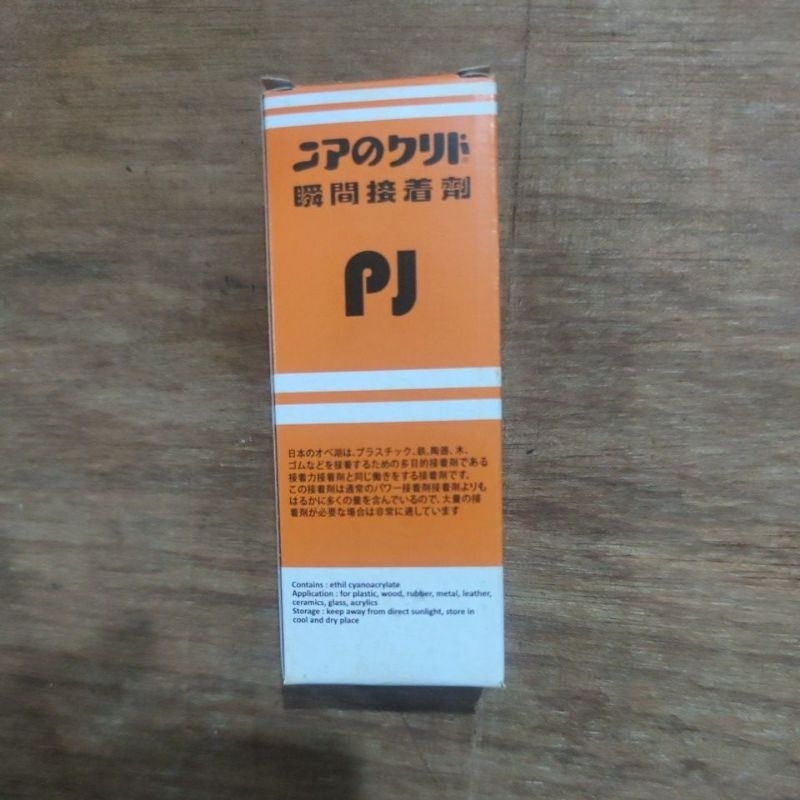 ニアのクリド®
瞬間接着劑
PJ
日本のオペ湖は、プラスチック、鉄、陶器、木、
ゴムなどを接着するための多目的接着剤である
接着力接着剤と同じ働きをする接着剤です。
この接着剤は通常のパワー接着剤接着剤よりも
はるかに多くの量を含んでいるので、大量の接
着剤が必要な場合は非常に適しています
Contains : ethil cyanoacrylate
Application : for plastic, wood, rubber, metal, leather,
ceramics, glass, acrylics
Storage : keep away from direct sunlight, store in
cool and dry place